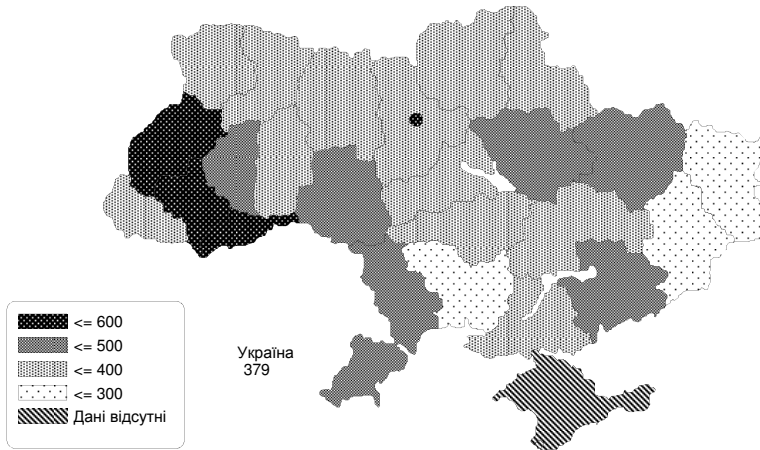 Україна
379
<= 600
<= 500
<= 400
<= 300
Дані відсутні